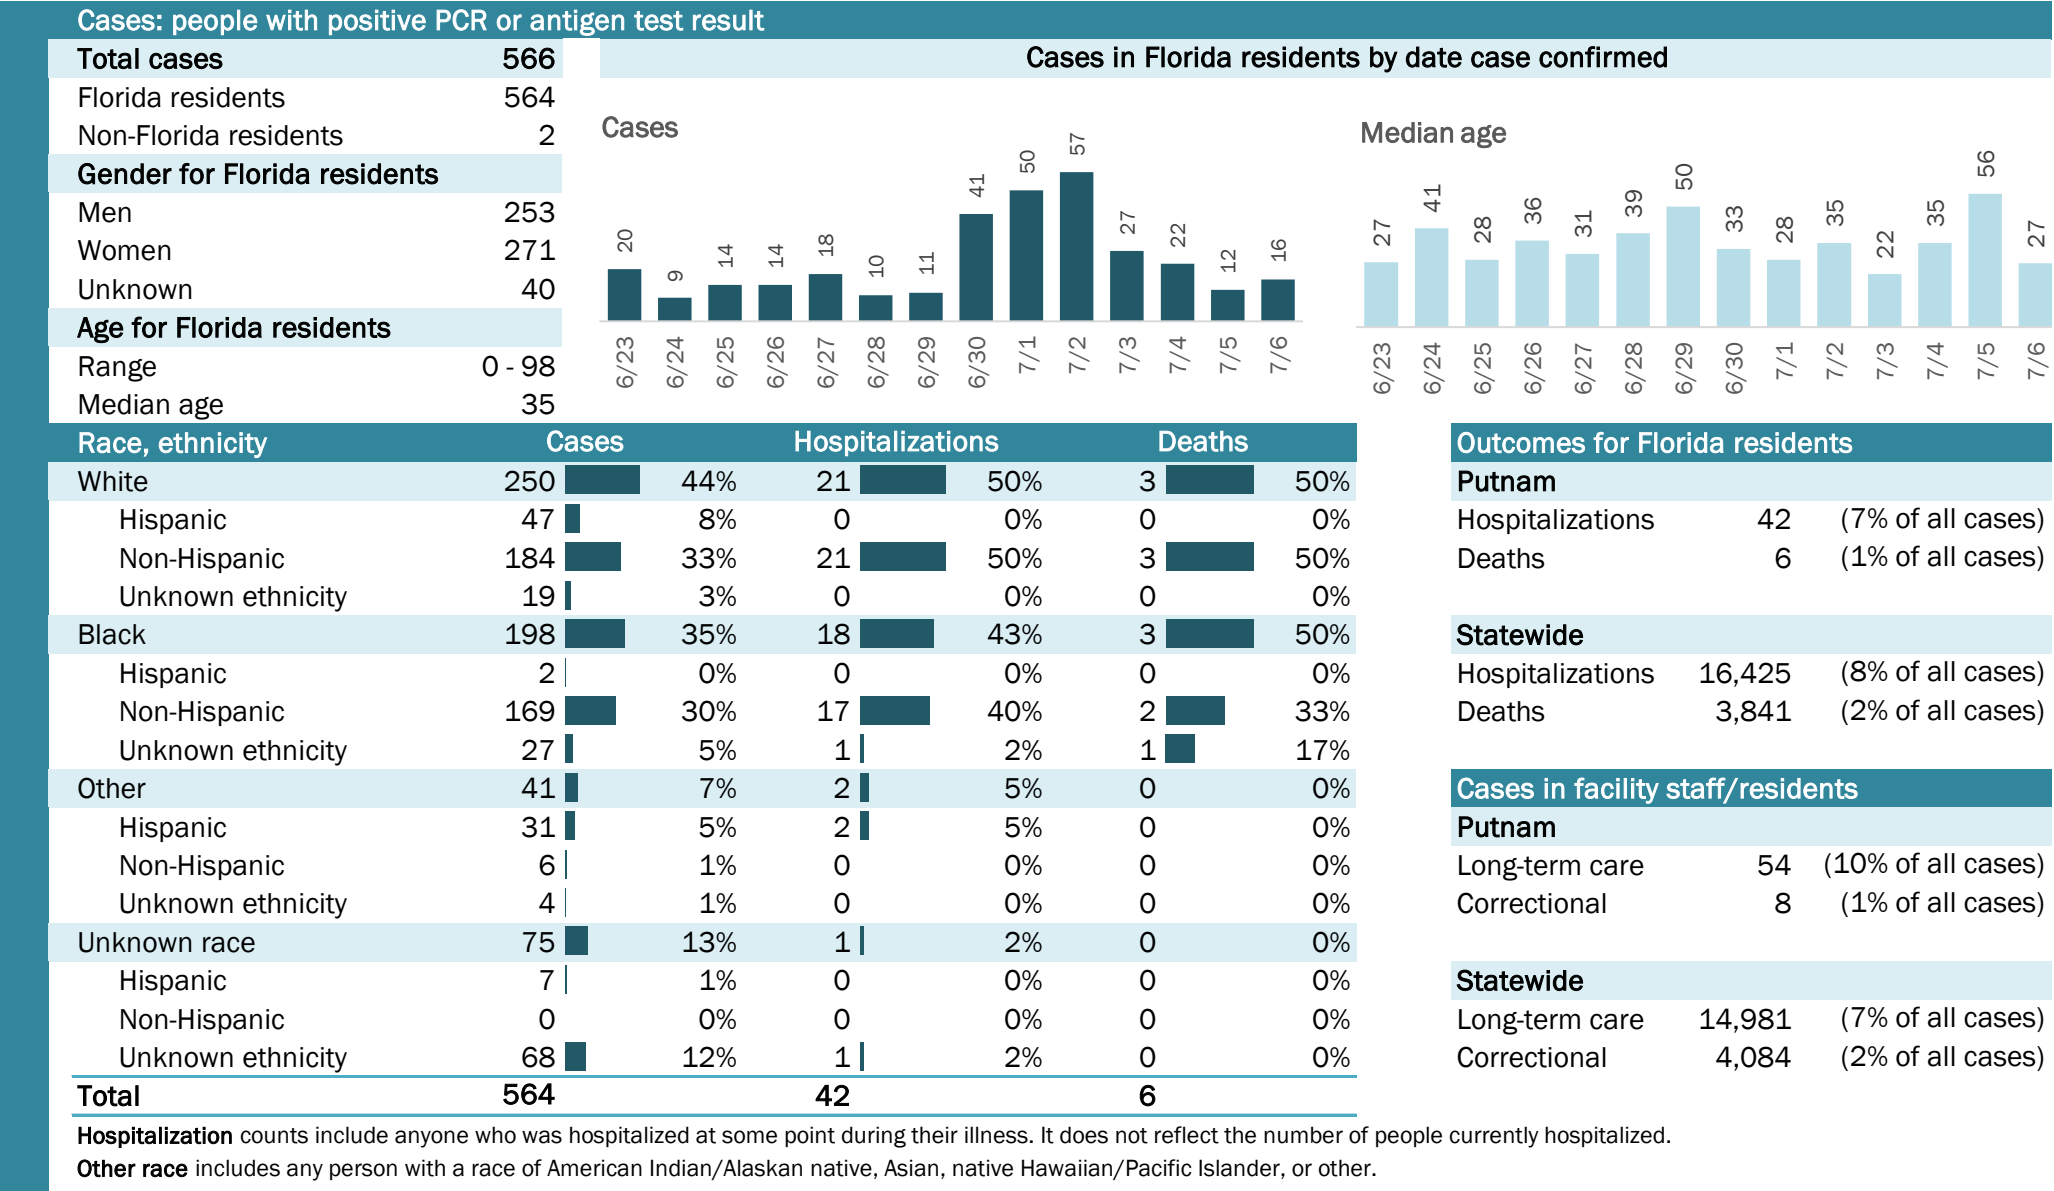 Cases: people with positive PCR or antigen test result
Total cases 566
Florida residents 564
Non-Florida residents 2
Gender for Florida residents
Men 253
Women 271
Unknown 40
Age for Florida residents
Range 0 - 98
Median age 35
Cases in Florida residents by date case confirmed
Cases
20 9 14 14 18 10 11 41 50 57 27 22 12 16
6/23 6/24 6/25 6/26 6/27 6/28 6/29 6/30 7/1 7/2 7/3 7/4 7/5 7/6
Median age
27 41 28 36 31 39 50 33 28 35 22 35 56 27
6/23 6/24 6/25 6/26 6/27 6/28 6/29 6/30 7/1 7/2 7/3 7/4 7/5 7/6
Race, ethnicity Cases Hospitalizations Deaths
White 250 44% 21 50% 3 50%
Hispanic 47 8% 0 0% 0 0%
Non-Hispanic 184 33% 21 50% 3 50%
Unknown ethnicity 19 3% 0 0% 0 0%
Black 198 35% 18 43% 3 50%
Hispanic 2 0% 0 0% 0 0%
Non-Hispanic 169 30% 17 40% 2 33%
Unknown ethnicity 27 5% 1 2% 1 17%
Other 41 7% 2 5% 0 0%
Hispanic 31 5% 2 5% 0 0%
Non-Hispanic 6 1% 0 0% 0 0%
Unknown ethnicity 4 1% 0 0% 0 0%
Unknown race 75 13% 1 2% 0 0%
Hispanic 7 1% 0 0% 0 0%
Non-Hispanic 0 0% 0 0% 0 0%
Unknown ethnicity 68 12% 1 2% 0 0%
Total 564 42 6
Outcomes for Florida residents
Putnam
Hospitalizations 42 (7% of all cases)
Deaths 6 (1% of all cases)
Statewide
Hospitalizations 16,425 (8% of all cases)
Deaths 3,841 (2% of all cases)
Cases in facility staff/residents
Putnam
Long-term care 54 (10% of all cases)
Correctional 8 (1% of all cases)
Statewide
Long-term care 14,981 (7% of all cases)
Correctional 4,084 (2% of all cases)
Hospitalization counts include anyone who was hospitalized at some point during their illness. It does not reflect the number of people currently hospitalized.
Other race includes any person with a race of American Indian/Alaskan native, Asian, native Hawaiian/Pacific Islander, or other.